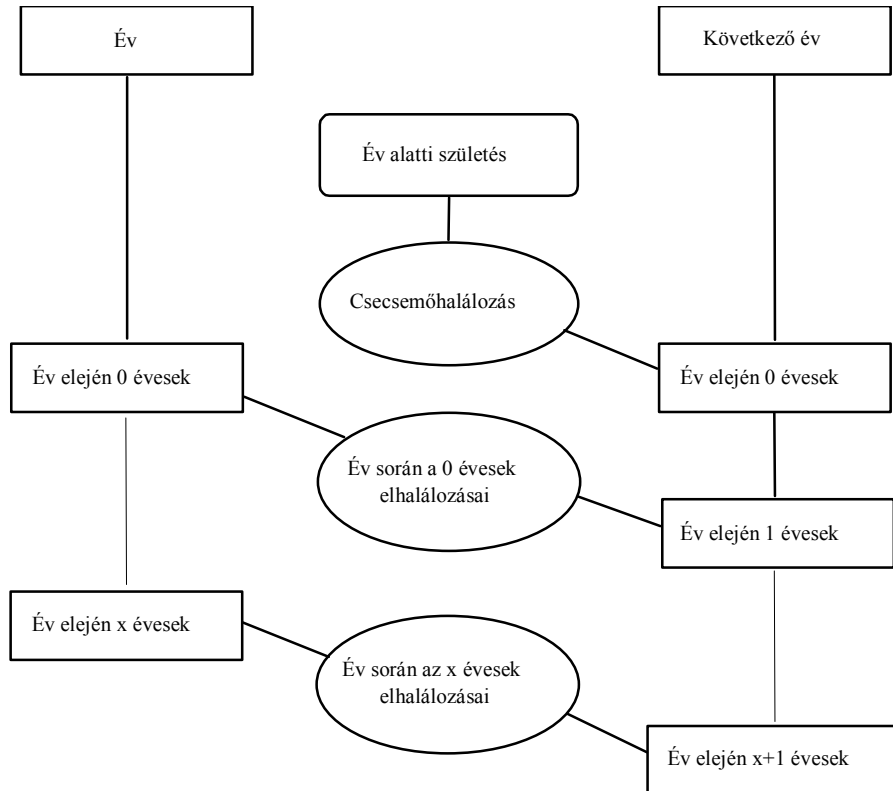 Év
Következő év
Év alatti születés
Csecsemőhalálozás
Év elején 0 évesek
Év elején 0 évesek
Év során a 0 évesek
elhalálozásai
Év elején 1 évesek
Év elején x évesek
Év során az x évesek
elhalálozásai
Év elején x+1 évesek